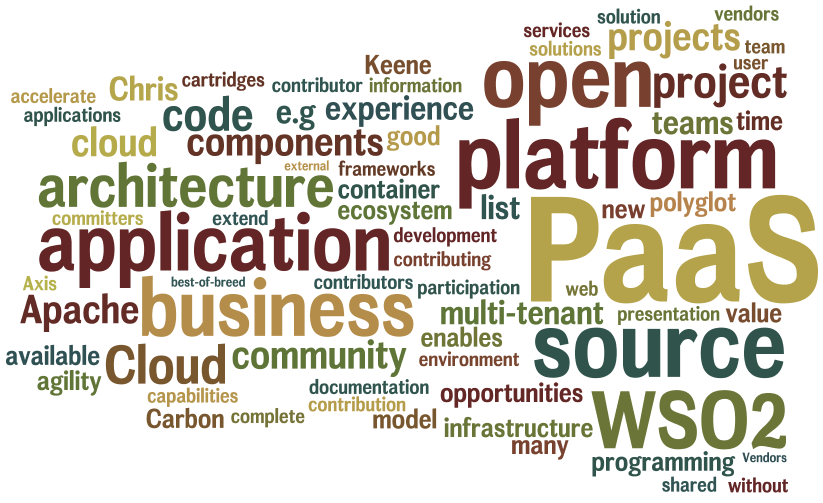 solution
vendors
services
solutions
projects
team
Keene
open
user
accelerate
Chris
cartridges
contributor
information
project
applications
code
e.g
experience
teams
time
cloud
components
good
platform
external
frameworks
architecture
container
ecosystem
list
new
polyglot
committers
extend
application
development
contributing
PaaS
Axis
best-of-breed
contributors
participation
web
Apache
business
multi-tenant
presentation
value
available
Cloud
community
enables
environment
source
agility
capabilities
documentation
opportunities
contribution
Carbon
complete
model
infrastructure
WSO2
many
programming
Vendors
shared
without